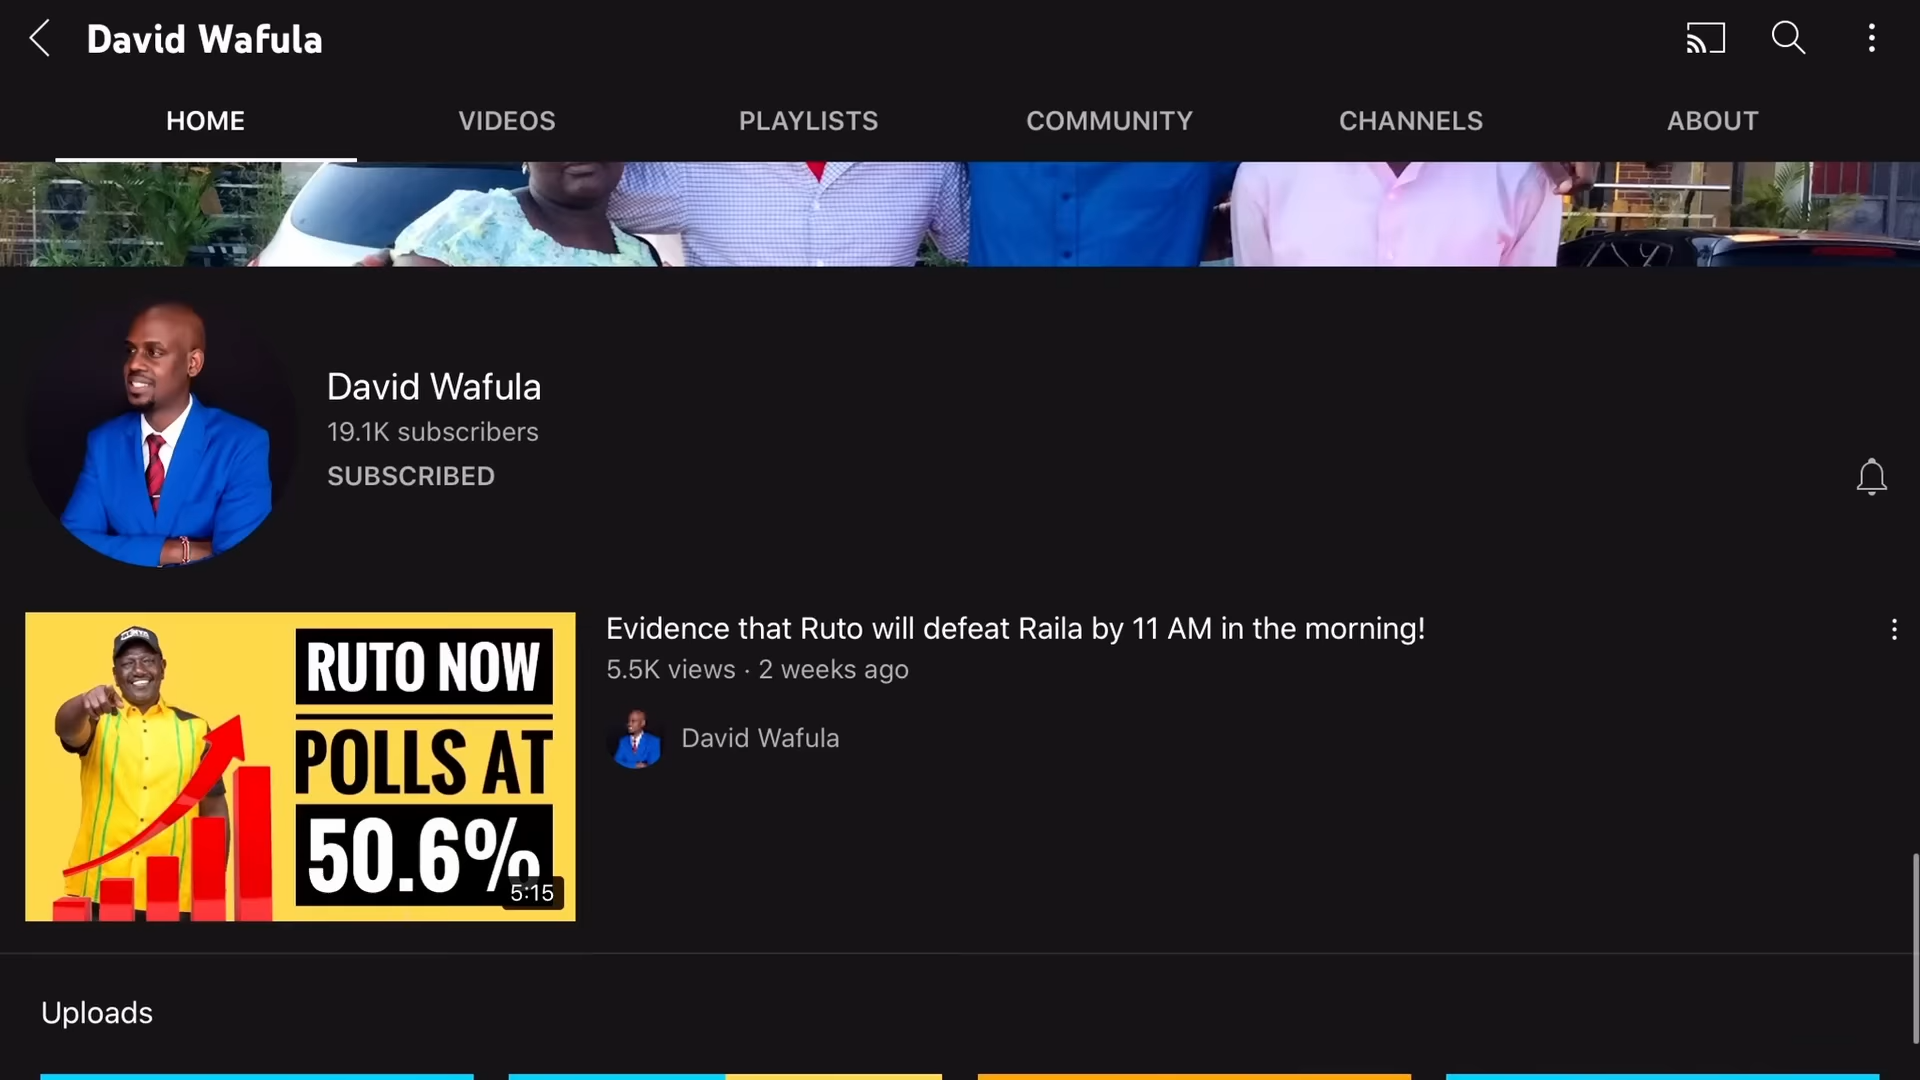 David Wafula
HOME
VIDEOS
PLAYLISTS
COMMUNITY
CHANNELS
ABOUT
David Wafula
19.1K subscribers
SUBSCRIBED
RUTO NOW
POLLS AT
50.6%
5:15
Evidence that Ruto will defeat Raila by 11 AM in the morning!
5.5K views · 2 weeks ago
David Wafula
Uploads